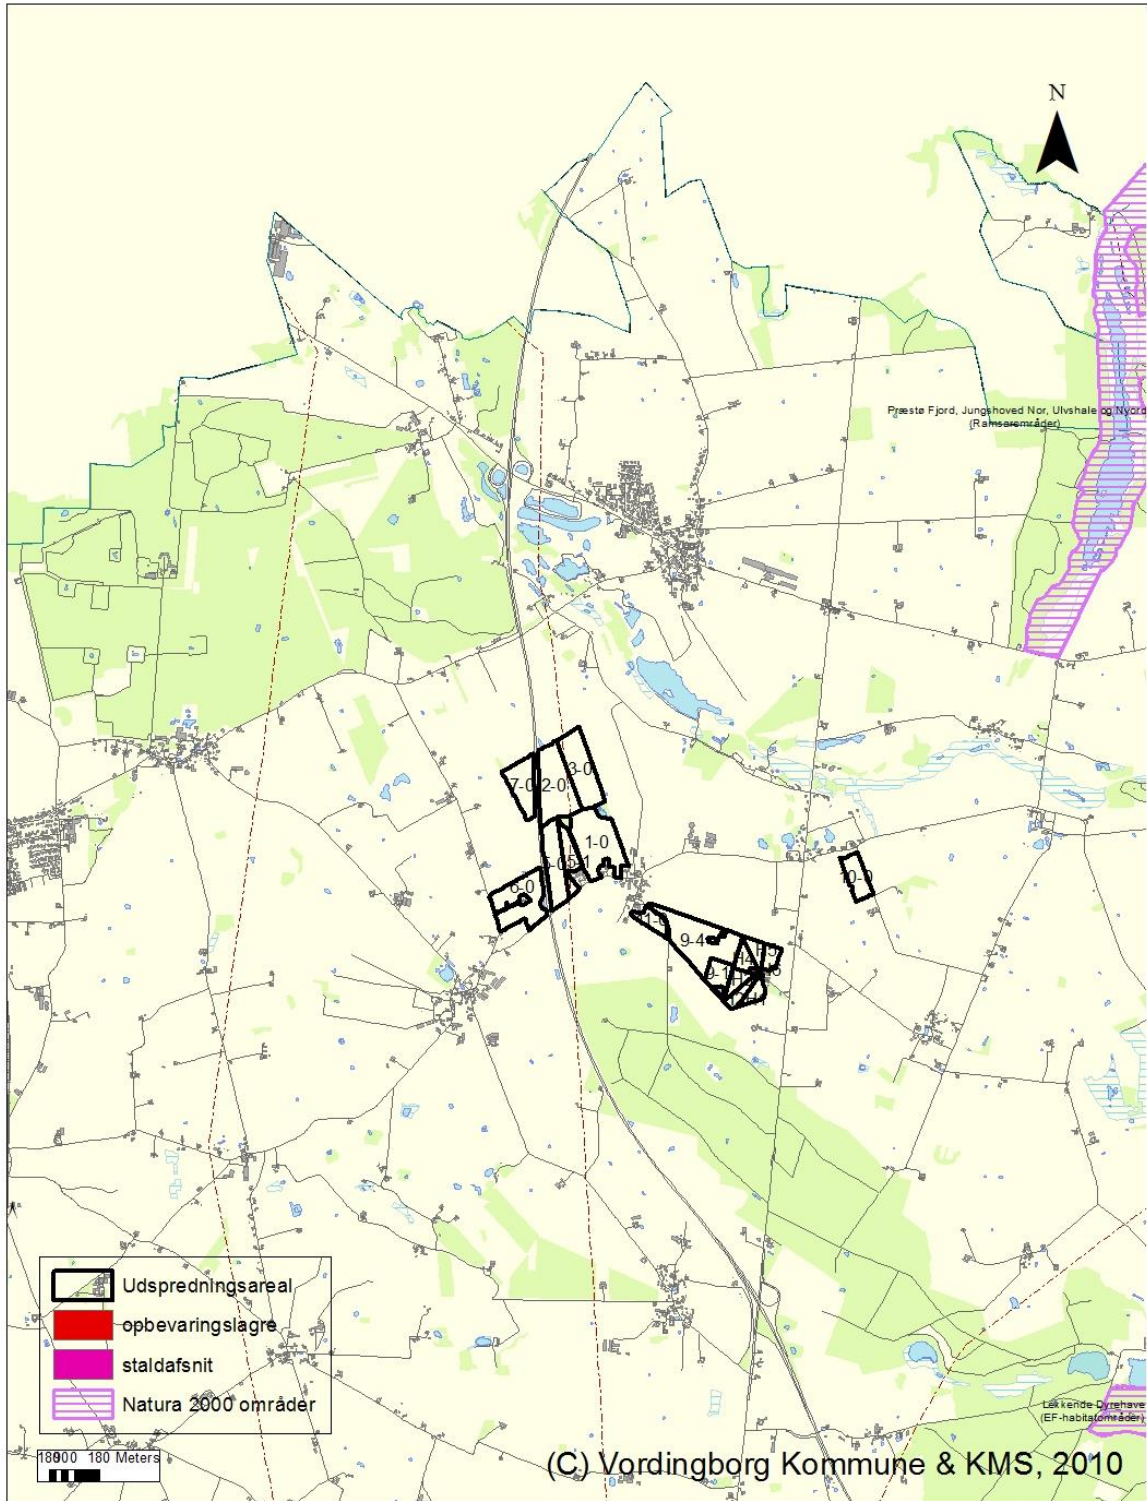 N
Præstø Fjord, Jungshoved Nor, Ulvshale og Nyord
(Ramsarområder)
3-0
7-0
2-0
1-0
6-0
9-4
9-1
10-0
Udspredningsareal
opbevaringslagre
staldafsnit
Natura 2000 områder
Lekkende Dyrehave
(EF-habitatområder)
180 Meters
(C) Vordingborg Kommune & KMS, 2010